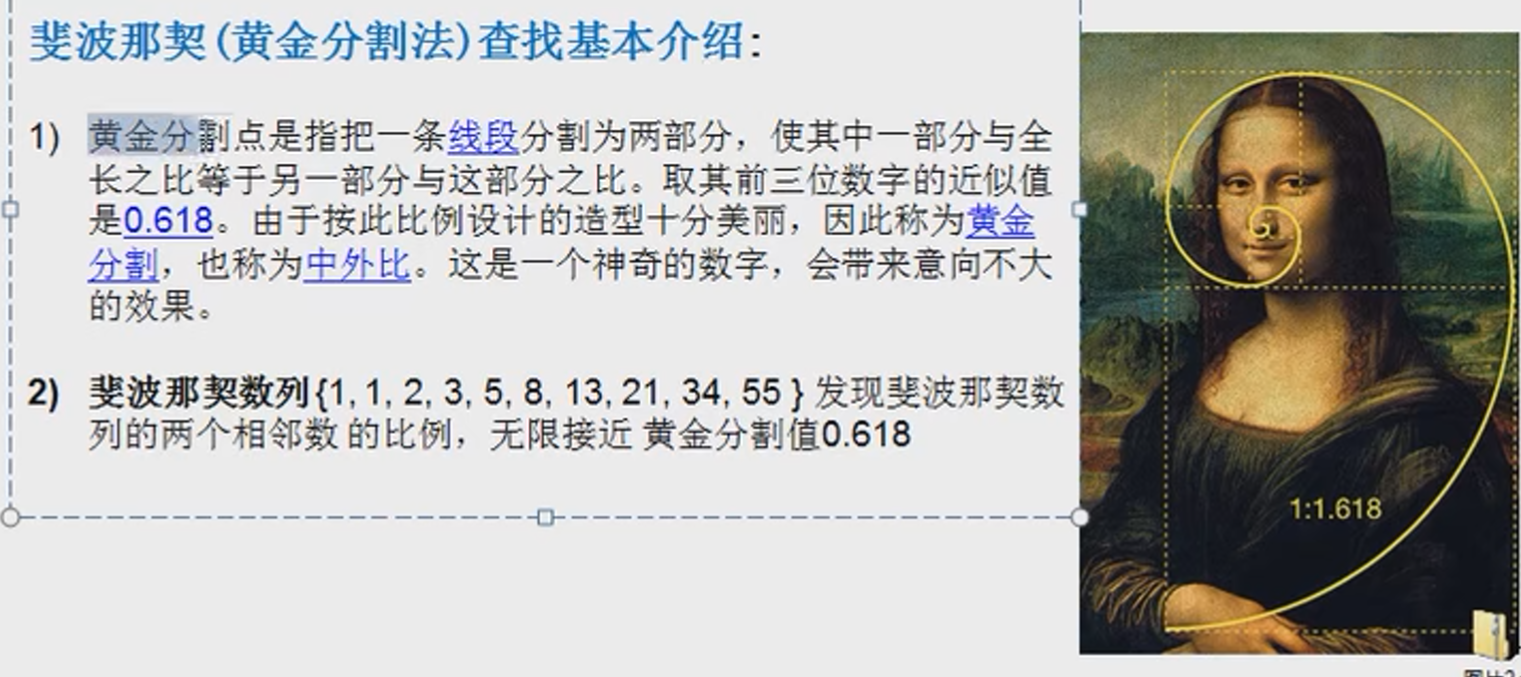 斐波那契(黄金分割法)查找基本介绍:
1) 黄金分割点是指把一条线段分割为两部分，使其中一部分与全
长之比等于另一部分与这部分之比。取其前三位数字的近似值
是0.618。由于按此比例设计的造型十分美丽，因此称为黄金
分割，也称为中外比。这是一个神奇的数字，会带来意向不大
的效果。
2) 斐波那契数列{1, 1, 2, 3, 5, 8, 13, 21, 34, 55 } 发现斐波那契数
列的两个相邻数 的比例，无限接近 黄金分割值0.618
1:1.618